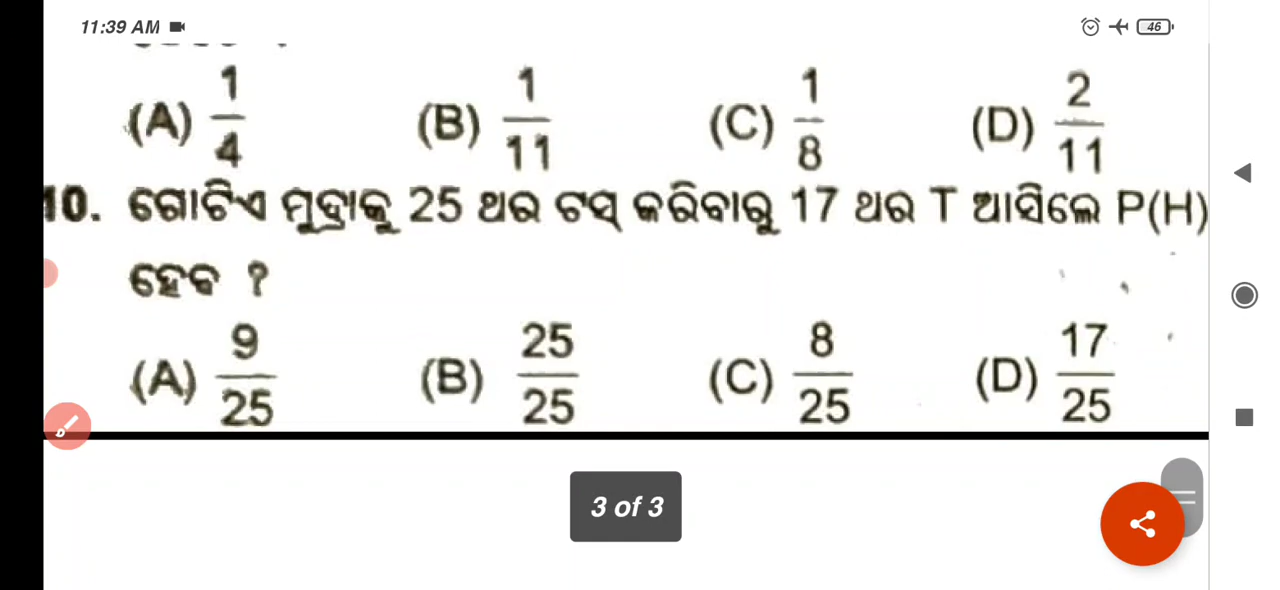 11:39 AM
46
(A) 1/4 (B) 1/11 (C) 1/8 (D) 2/11
10. ଗୋଟିଏ ମୁଦ୍ରାକୁ 25 ଥର ଟସ୍ କରିବାରୁ 17 ଥର T ଆସିଲେ P(H)
ହେବ ?
(A) 9/25 (B) 25/25 (C) 8/25 (D) 17/25
3 of 3